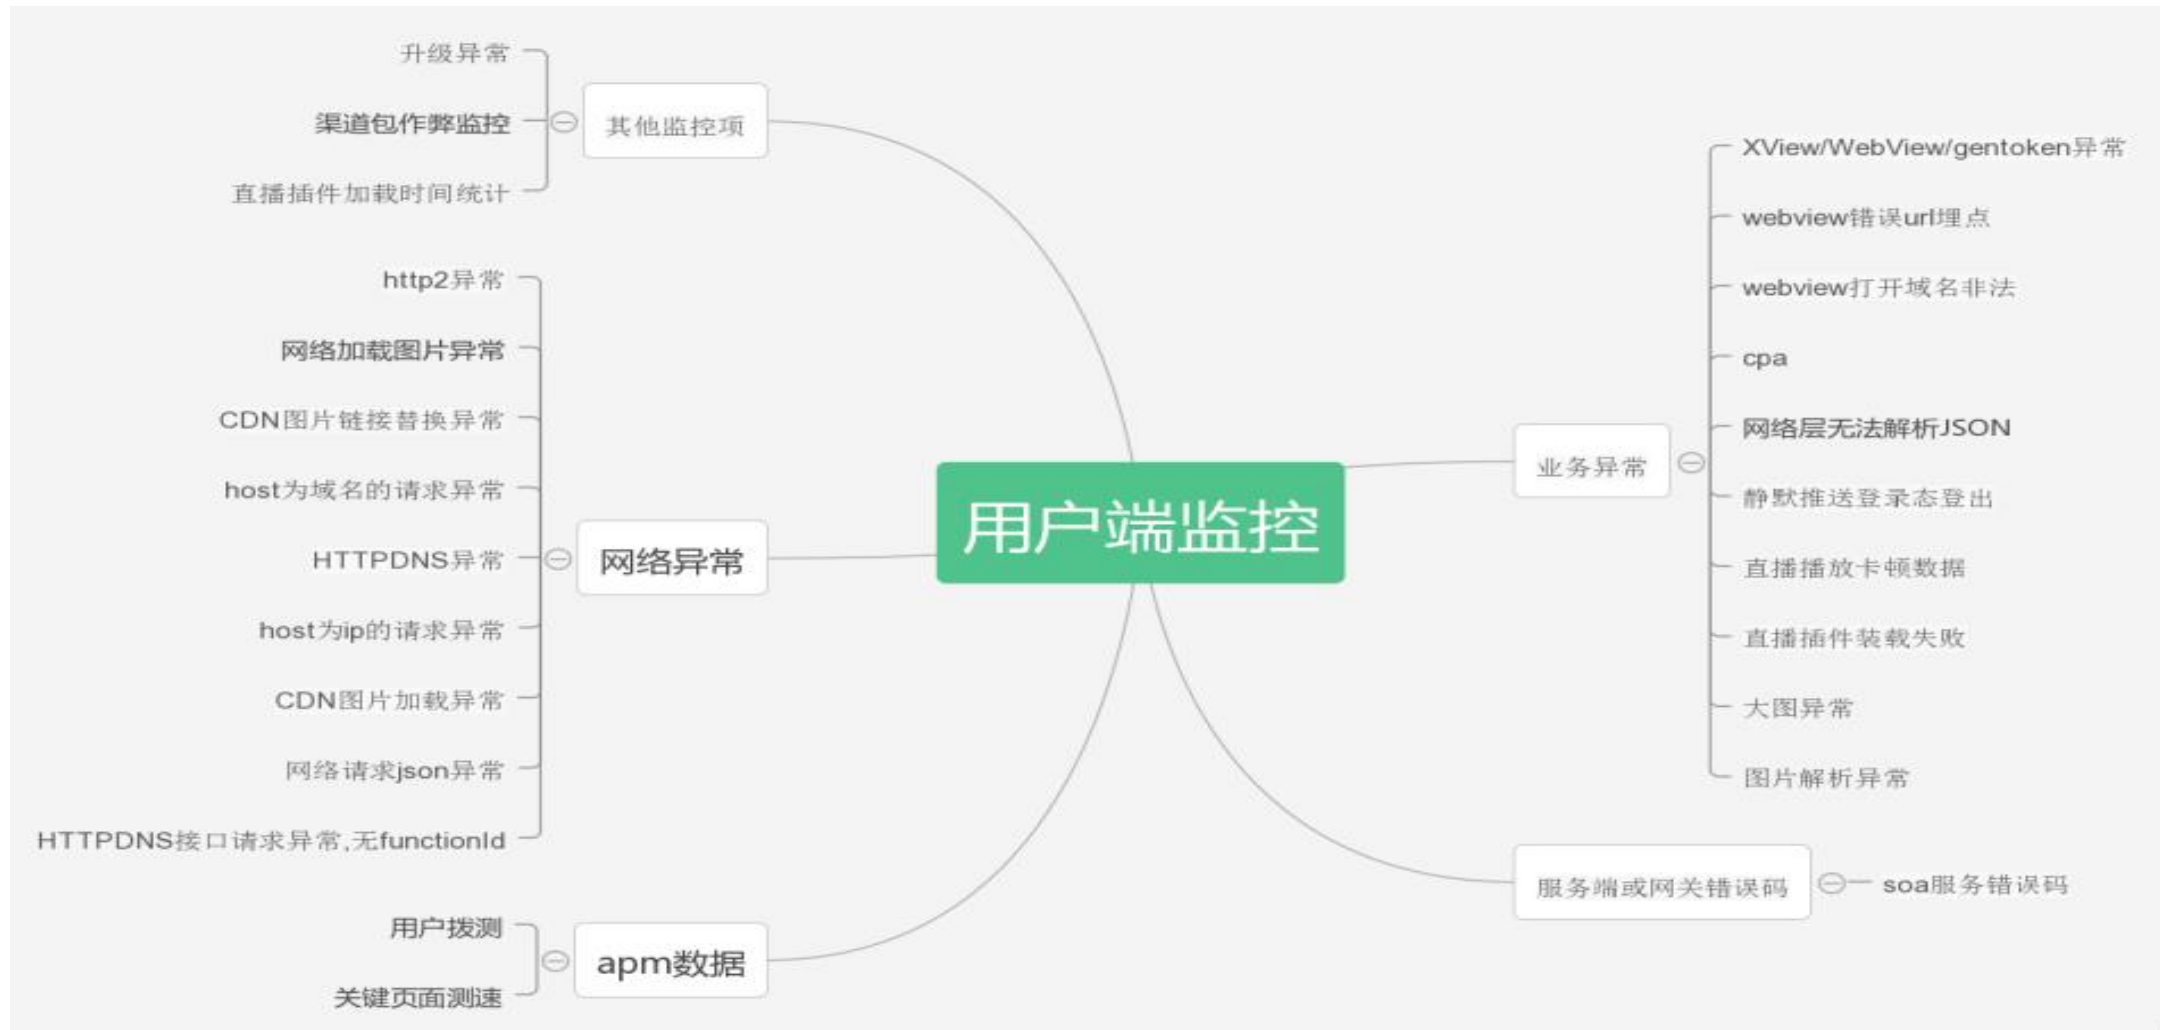 用户端监控
其他监控项
升级异常
渠道包作弊监控
直播插件加载时间统计
网络异常
http2异常
网络加载图片异常
CDN图片链接替换异常
host为域名的请求异常
HTTPDNS异常
host为ip的请求异常
CDN图片加载异常
网络请求json异常
HTTPDNS接口请求异常,无functionId
apm数据
用户拨测
关键页面测速
业务异常
XView/WebView/gentoken异常
webview错误url埋点
webview打开域名非法
cpa
网络层无法解析JSON
静默推送登录态登出
直播播放卡顿数据
直播插件装载失败
大图异常
图片解析异常
服务端或网关错误码
soa服务错误码